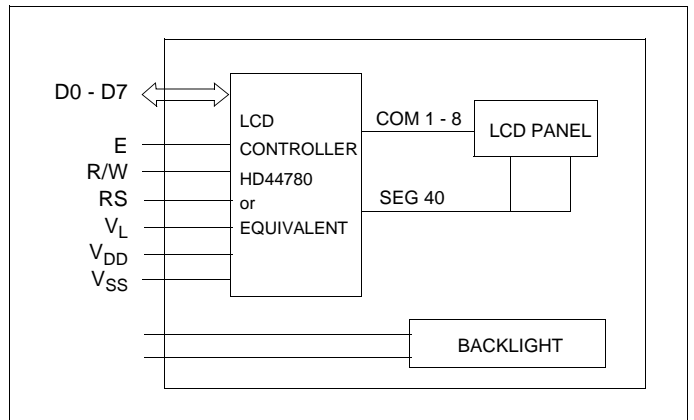 D0 - D7
E
R/W
RS
VL
VDD
VSS
LCD
CONTROLLER
HD44780
or
EQUIVALENT
COM 1 - 8
SEG 40
LCD PANEL
BACKLIGHT